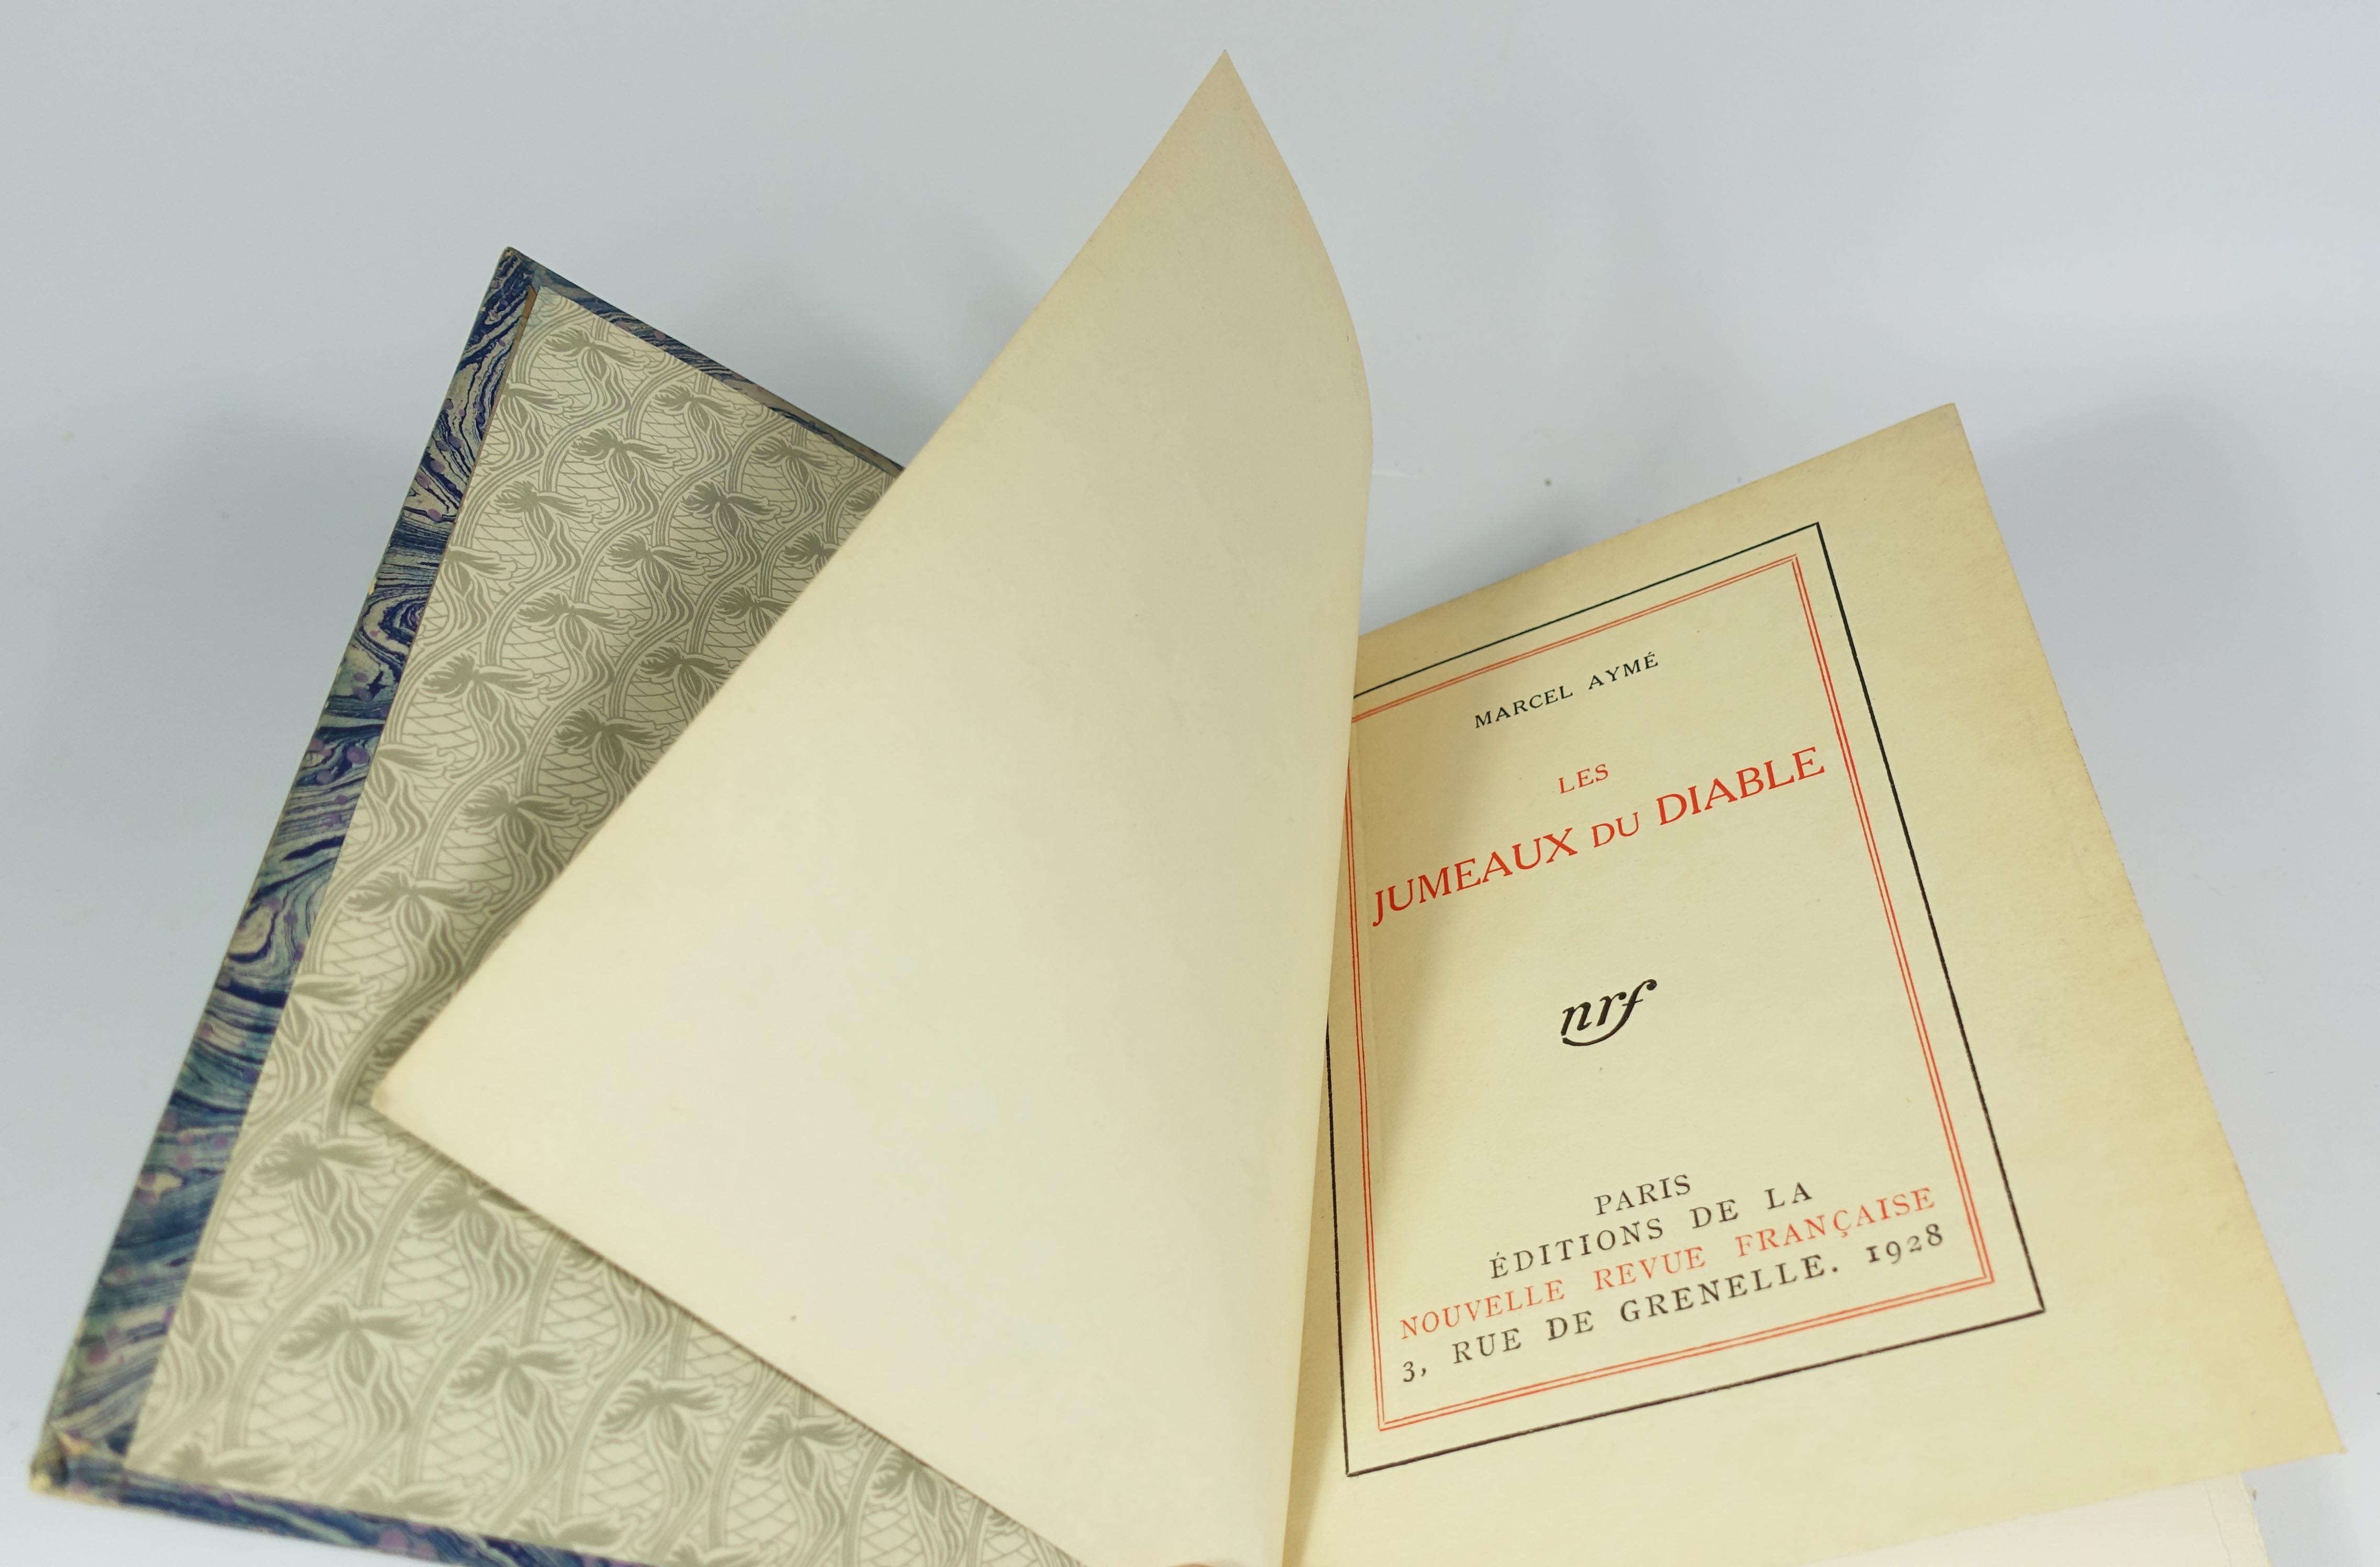 MARCEL AYMÉ
LES
JUMEAUX DU DIABLE
nrf
PARIS
ÉDITIONS DE LA
NOUVELLE REVUE FRANÇAISE
3, RUE DE GRENELLE. 1928